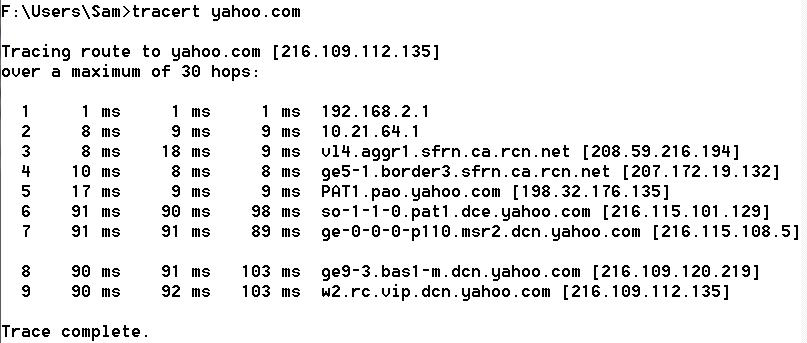 F:\Users\Sam>tracert yahoo.com
Tracing route to yahoo.com [216.109.112.135]
over a maximum of 30 hops:
1 1 ms 1 ms 1 ms 192.168.2.1
2 8 ms 9 ms 9 ms 10.21.64.1
3 8 ms 18 ms 9 ms vl4.aggr1.sfrn.ca.rcn.net [208.59.216.194]
4 10 ms 8 ms 8 ms ge5-1.border3.sfrn.ca.rcn.net [207.172.19.132]
5 17 ms 9 ms 9 ms PAT1.pao.yahoo.com [198.32.176.135]
6 91 ms 90 ms 98 ms so-1-1-0.pat1.dce.yahoo.com [216.115.101.129]
7 91 ms 91 ms 89 ms ge-0-0-0-p110.msr2.dcn.yahoo.com [216.115.108.5]
8 90 ms 91 ms 103 ms ge9-3.bas1-m.dcn.yahoo.com [216.109.120.219]
9 90 ms 92 ms 103 ms w2.rc.vip.dcn.yahoo.com [216.109.112.135]
Trace complete.